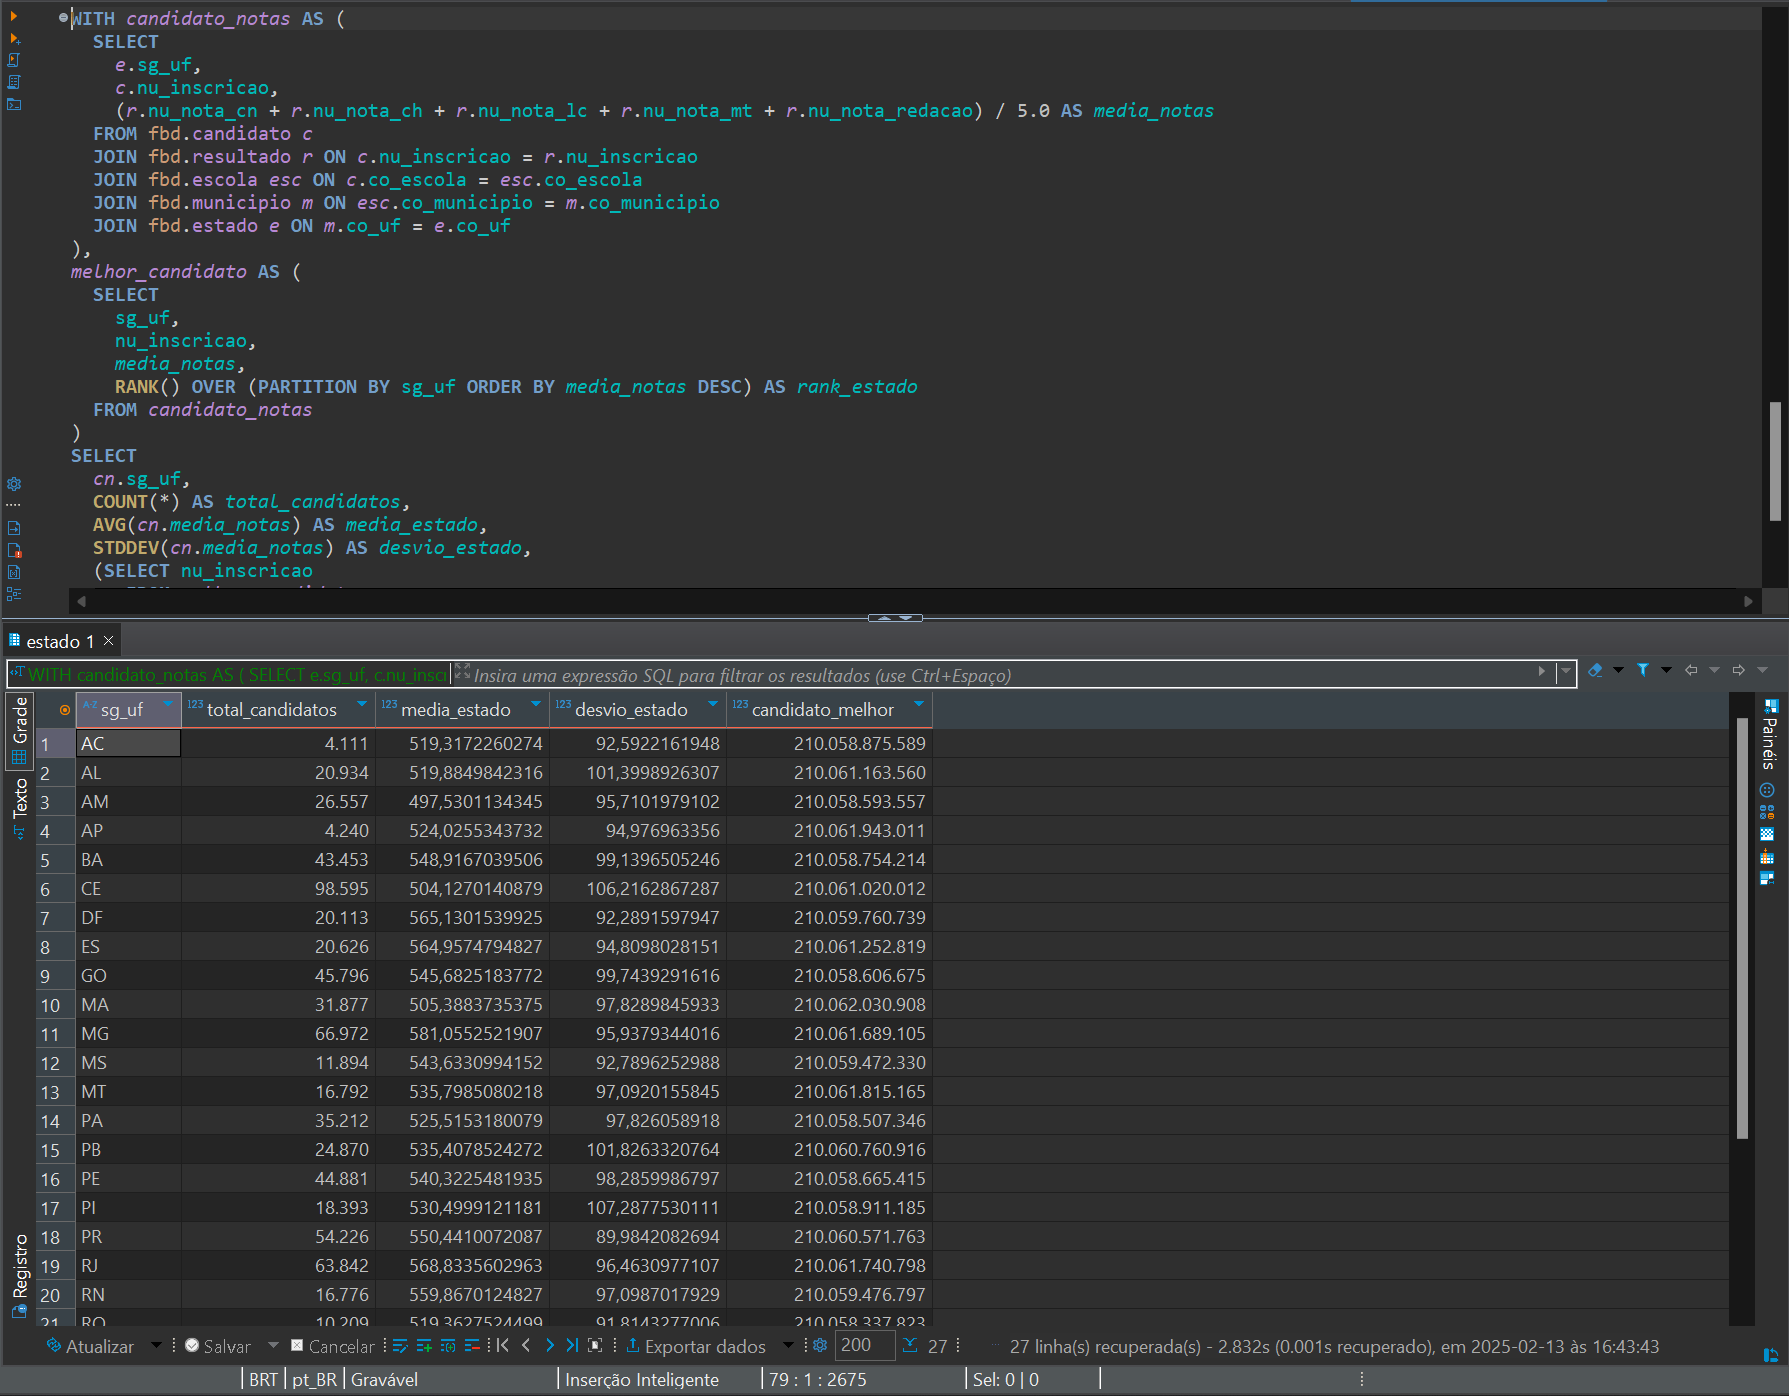 WITH candidato_notas AS (
SELECT
e.sg_uf,
c.nu_inscricao,
(r.nu_nota_cn + r.nu_nota_ch + r.nu_nota_lc + r.nu_nota_mt + r.nu_nota_redacao) / 5.0 AS media_notas
FROM fbd.candidato c
JOIN fbd.resultado r ON c.nu_inscricao = r.nu_inscricao
JOIN fbd.escola esc ON c.co_escola = esc.co_escola
JOIN fbd.municipio m ON esc.co_municipio = m.co_municipio
JOIN fbd.estado e ON m.co_uf = e.co_uf
),
melhor_candidato AS (
SELECT
sg_uf,
nu_inscricao,
media_notas,
RANK() OVER (PARTITION BY sg_uf ORDER BY media_notas DESC) AS rank_estado
FROM candidato_notas
)
SELECT
cn.sg_uf,
COUNT(*) AS total_candidatos,
AVG(cn.media_notas) AS media_estado,
STDDEV(cn.media_notas) AS desvio_estado,
(SELECT nu_inscricao
estado 1
WITH candidato_notas AS ( SELECT e.sg_uf, c.nu_inscr Insira uma expressão SQL para filtrar os resultados (use Ctrl+Espaço)
Grade
Texto
Registro
Painéis
A-Z sg_uf 123 total_candidatos 123 media_estado 123 desvio_estado 123 candidato_melhor
1 AC 4.111 519,3172260274 92,5922161948 210.058.875.589
2 AL 20.934 519,8849842316 101,3998926307 210.061.163.560
3 AM 26.557 497,5301134345 95,7101979102 210.058.593.557
4 AP 4.240 524,0255343732 94,976963356 210.061.943.011
5 BA 43.453 548,9167039506 99,1396505246 210.058.754.214
6 CE 98.595 504,1270140879 106,2162867287 210.061.020.012
7 DF 20.113 565,1301539925 92,2891597947 210.059.760.739
8 ES 20.626 564,9574794827 94,8098028151 210.061.252.819
9 GO 45.796 545,6825183772 99,7439291616 210.058.606.675
10 MA 31.877 505,3883735375 97,8289845933 210.062.030.908
11 MG 66.972 581,0552521907 95,9379344016 210.061.689.105
12 MS 11.894 543,6330994152 92,7896252988 210.059.472.330
13 MT 16.792 535,7985080218 97,0920155845 210.061.815.165
14 PA 35.212 525,5153180079 97,826058918 210.058.507.346
15 PB 24.870 535,4078524272 101,8263320764 210.060.760.916
16 PE 44.881 540,3225481935 98,2859986797 210.058.665.415
17 PI 18.393 530,4999121181 107,2877530111 210.058.911.185
18 PR 54.226 550,4410072087 89,9842082694 210.060.571.763
19 RJ 63.842 568,8335602963 96,4630977107 210.061.740.798
20 RN 16.776 559,8670124827 97,0987017929 210.059.476.797
21 RO 10.209 519,3627524499 91,8143277006 210.058.337.823
Atualizar Salvar Cancelar Exportar dados 200 27 27 linha(s) recuperada(s) - 2.832s (0.001s recuperado), em 2025-02-13 às 16:43:43
BRT pt_BR Gravável Inserção Inteligente 79 : 1 : 2675 Sel: 0 | 0